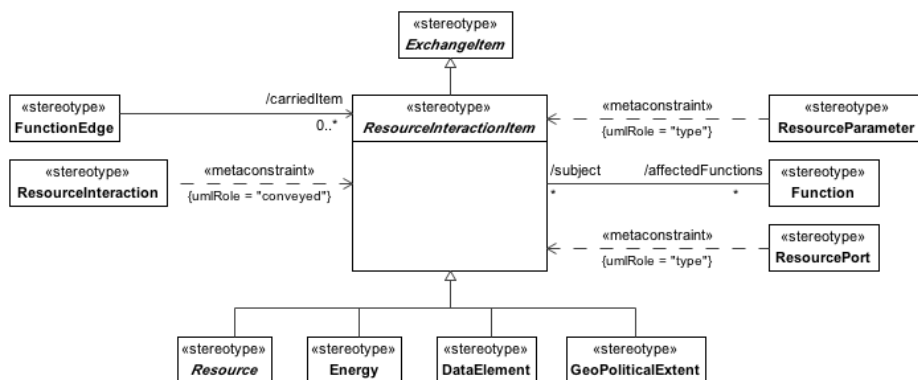 «stereotype»
ExchangeItem
«stereotype»
FunctionEdge
/carriedItem
0..*
«stereotype»
ResourceInteractionItem
«metaconstraint»
{umlRole = "type"}
«stereotype»
ResourceParameter
«stereotype»
ResourceInteraction
«metaconstraint»
{umlRole = "conveyed"}
/subject
*
/affectedFunctions
*
«stereotype»
Function
«metaconstraint»
{umlRole = "type"}
«stereotype»
ResourcePort
«stereotype»
Resource
«stereotype»
Energy
«stereotype»
DataElement
«stereotype»
GeoPoliticalExtent